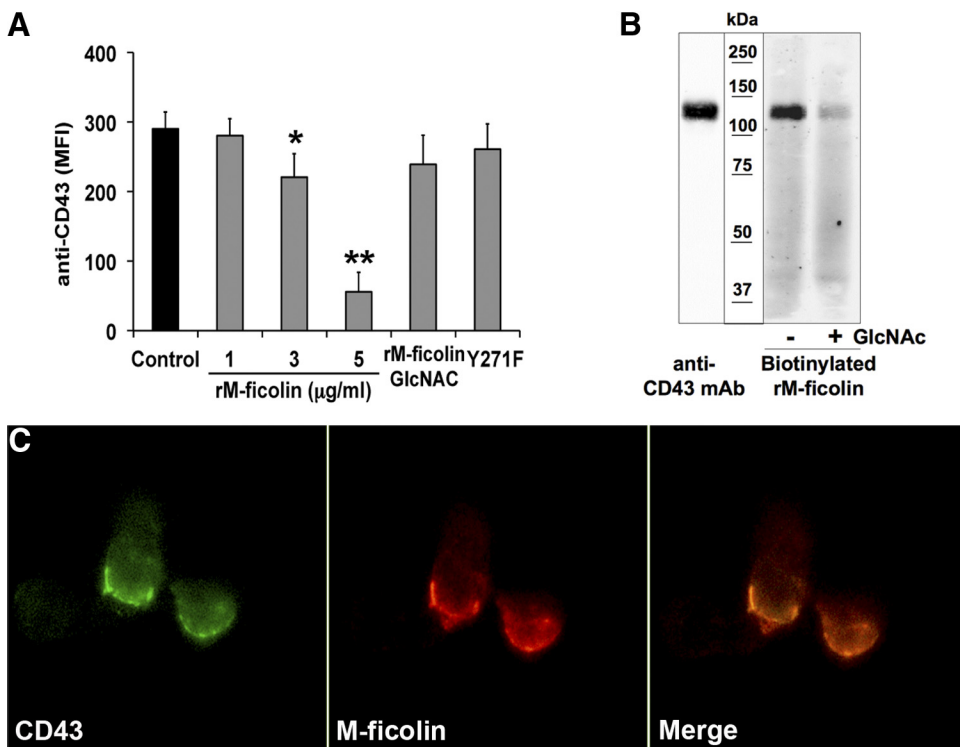 A
400
300
200
100
0
anti-CD43 (MFI)
*
**
Control
1
3
5
rM-ficolin
GlcNAC
Y271F
rM-ficolin (μg/ml)
B
kDa
250
150
100
75
50
37
- + GlcNAc
anti-
CD43 mAb
Biotinylated
rM-ficolin
C
CD43
M-ficolin
Merge